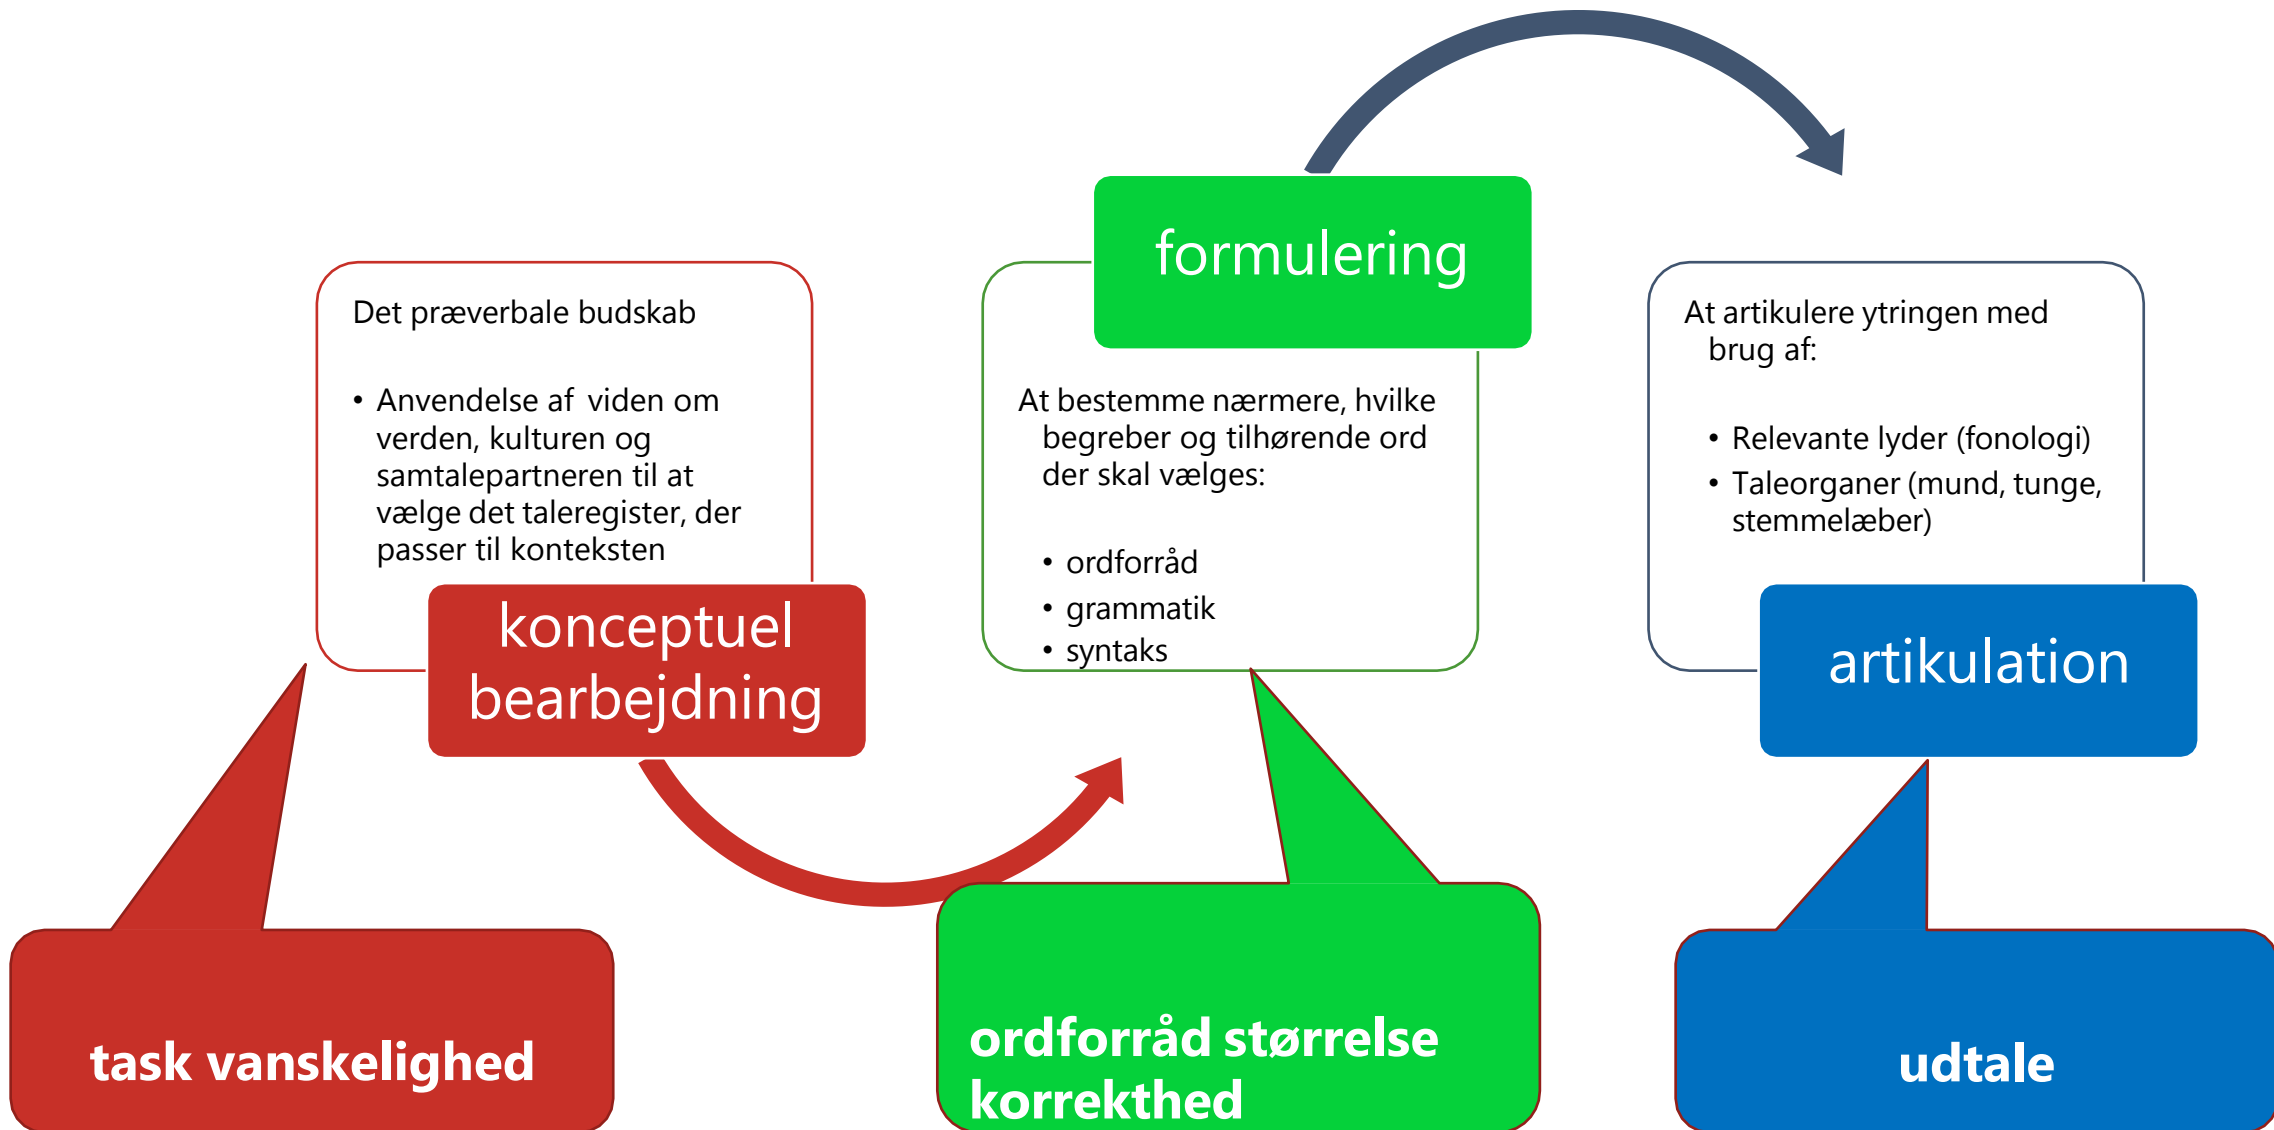 Det præverbale budskab
• Anvendelse af viden om
verden, kulturen og
samtalepartneren til at
vælge det taleregister, der
passer til konteksten
konceptuel
bearbejdning
formulering
At bestemme nærmere, hvilke
begreber og tilhørende ord
der skal vælges:
• ordforråd
• grammatik
• syntaks
At artikulere ytringen med
brug af:
• Relevante lyder (fonologi)
• Taleorganer (mund, tunge,
stemmelæber)
artikulation
task vanskelighed
ordforråd størrelse
korrekthed
udtale